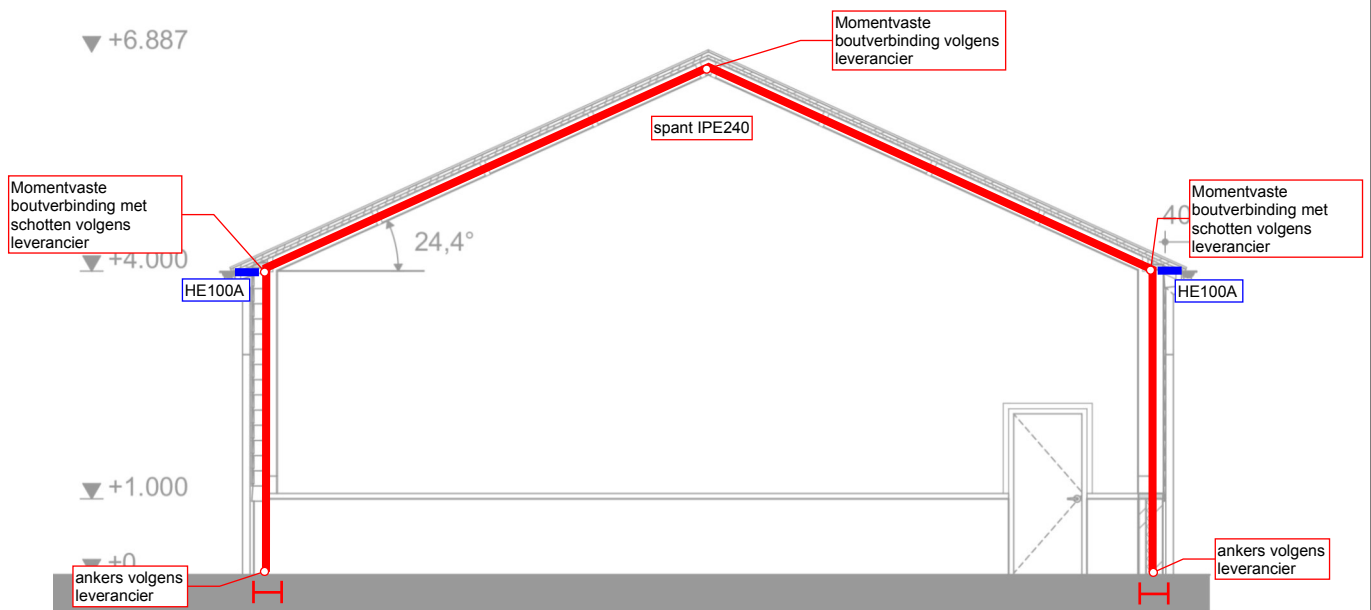 +6.887
Momentvaste
boutverbinding volgens
leverancier
spant IPE240
Momentvaste
boutverbinding met
schotten volgens
leverancier
Momentvaste
boutverbinding met
schotten volgens
leverancier
40
24,4°
+4.000
HE100A
HE100A
+1.000
+0
ankers volgens
leverancier
ankers volgens
leverancier